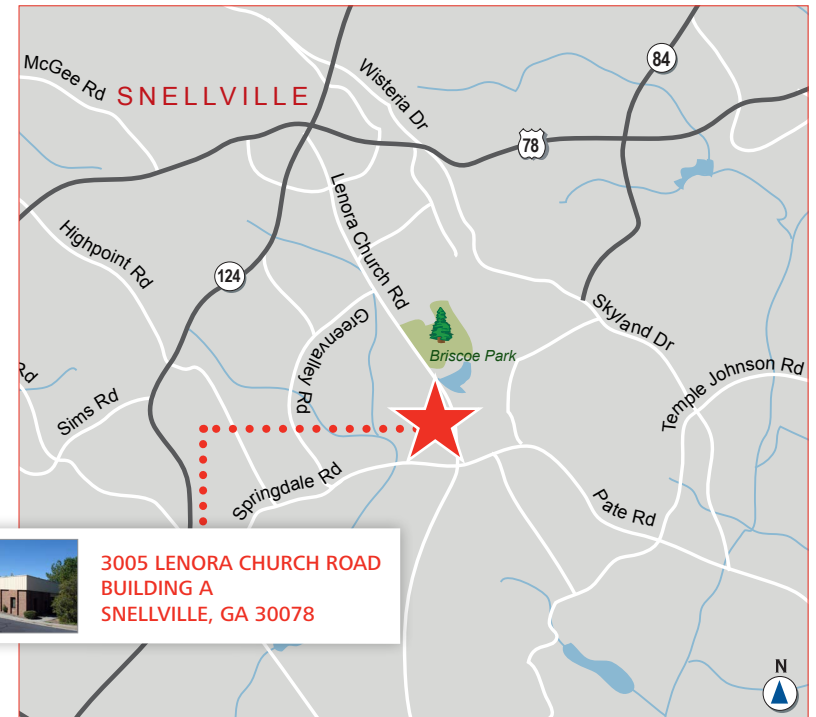 McGee Rd
SNELLVILLE
Wisteria Dr
84
78
Lenora Church Rd
Highpoint Rd
124
Greenvalley Rd
Briscoe Park
Skyland Dr
Temple Johnson Rd
Rd
Sims Rd
Springdale Rd
Pate Rd
3005 LENORA CHURCH ROAD
BUILDING A
SNELLVILLE, GA 30078
N